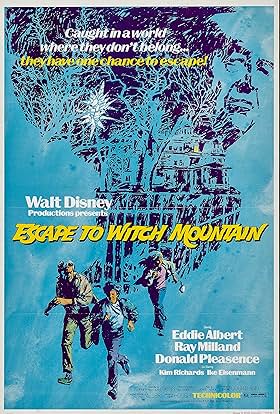 Caught in a world
where they don't belong...
they have one chance to escape!
Walt Disney
Productions presents
ESCAPE TO WITCH MOUNTAIN
Eddie Albert
Ray Milland
Donald Pleasence
Kim Richards Ike Eisenmann
TECHNICOLOR